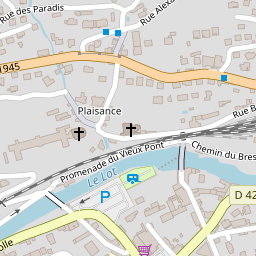 Rue des Paradis
Rue Alexa
1945
Plaisance
Rue B
Promenade du Vieux Pont
Chemin du Bres
Le Lot
P
D 42
olle